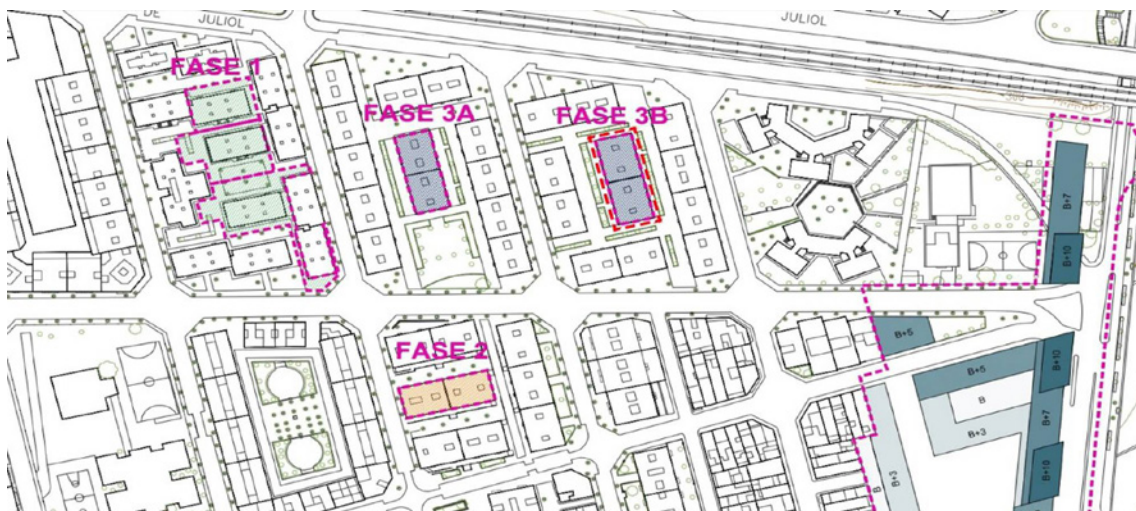 DE JULIOL
JULIOL
FASE 1
FASE 3A
FASE 3B
B+7
B+10
FASE 2
B+5
B+5
B+10
B
B+7
B+3
B
B+3
B+10